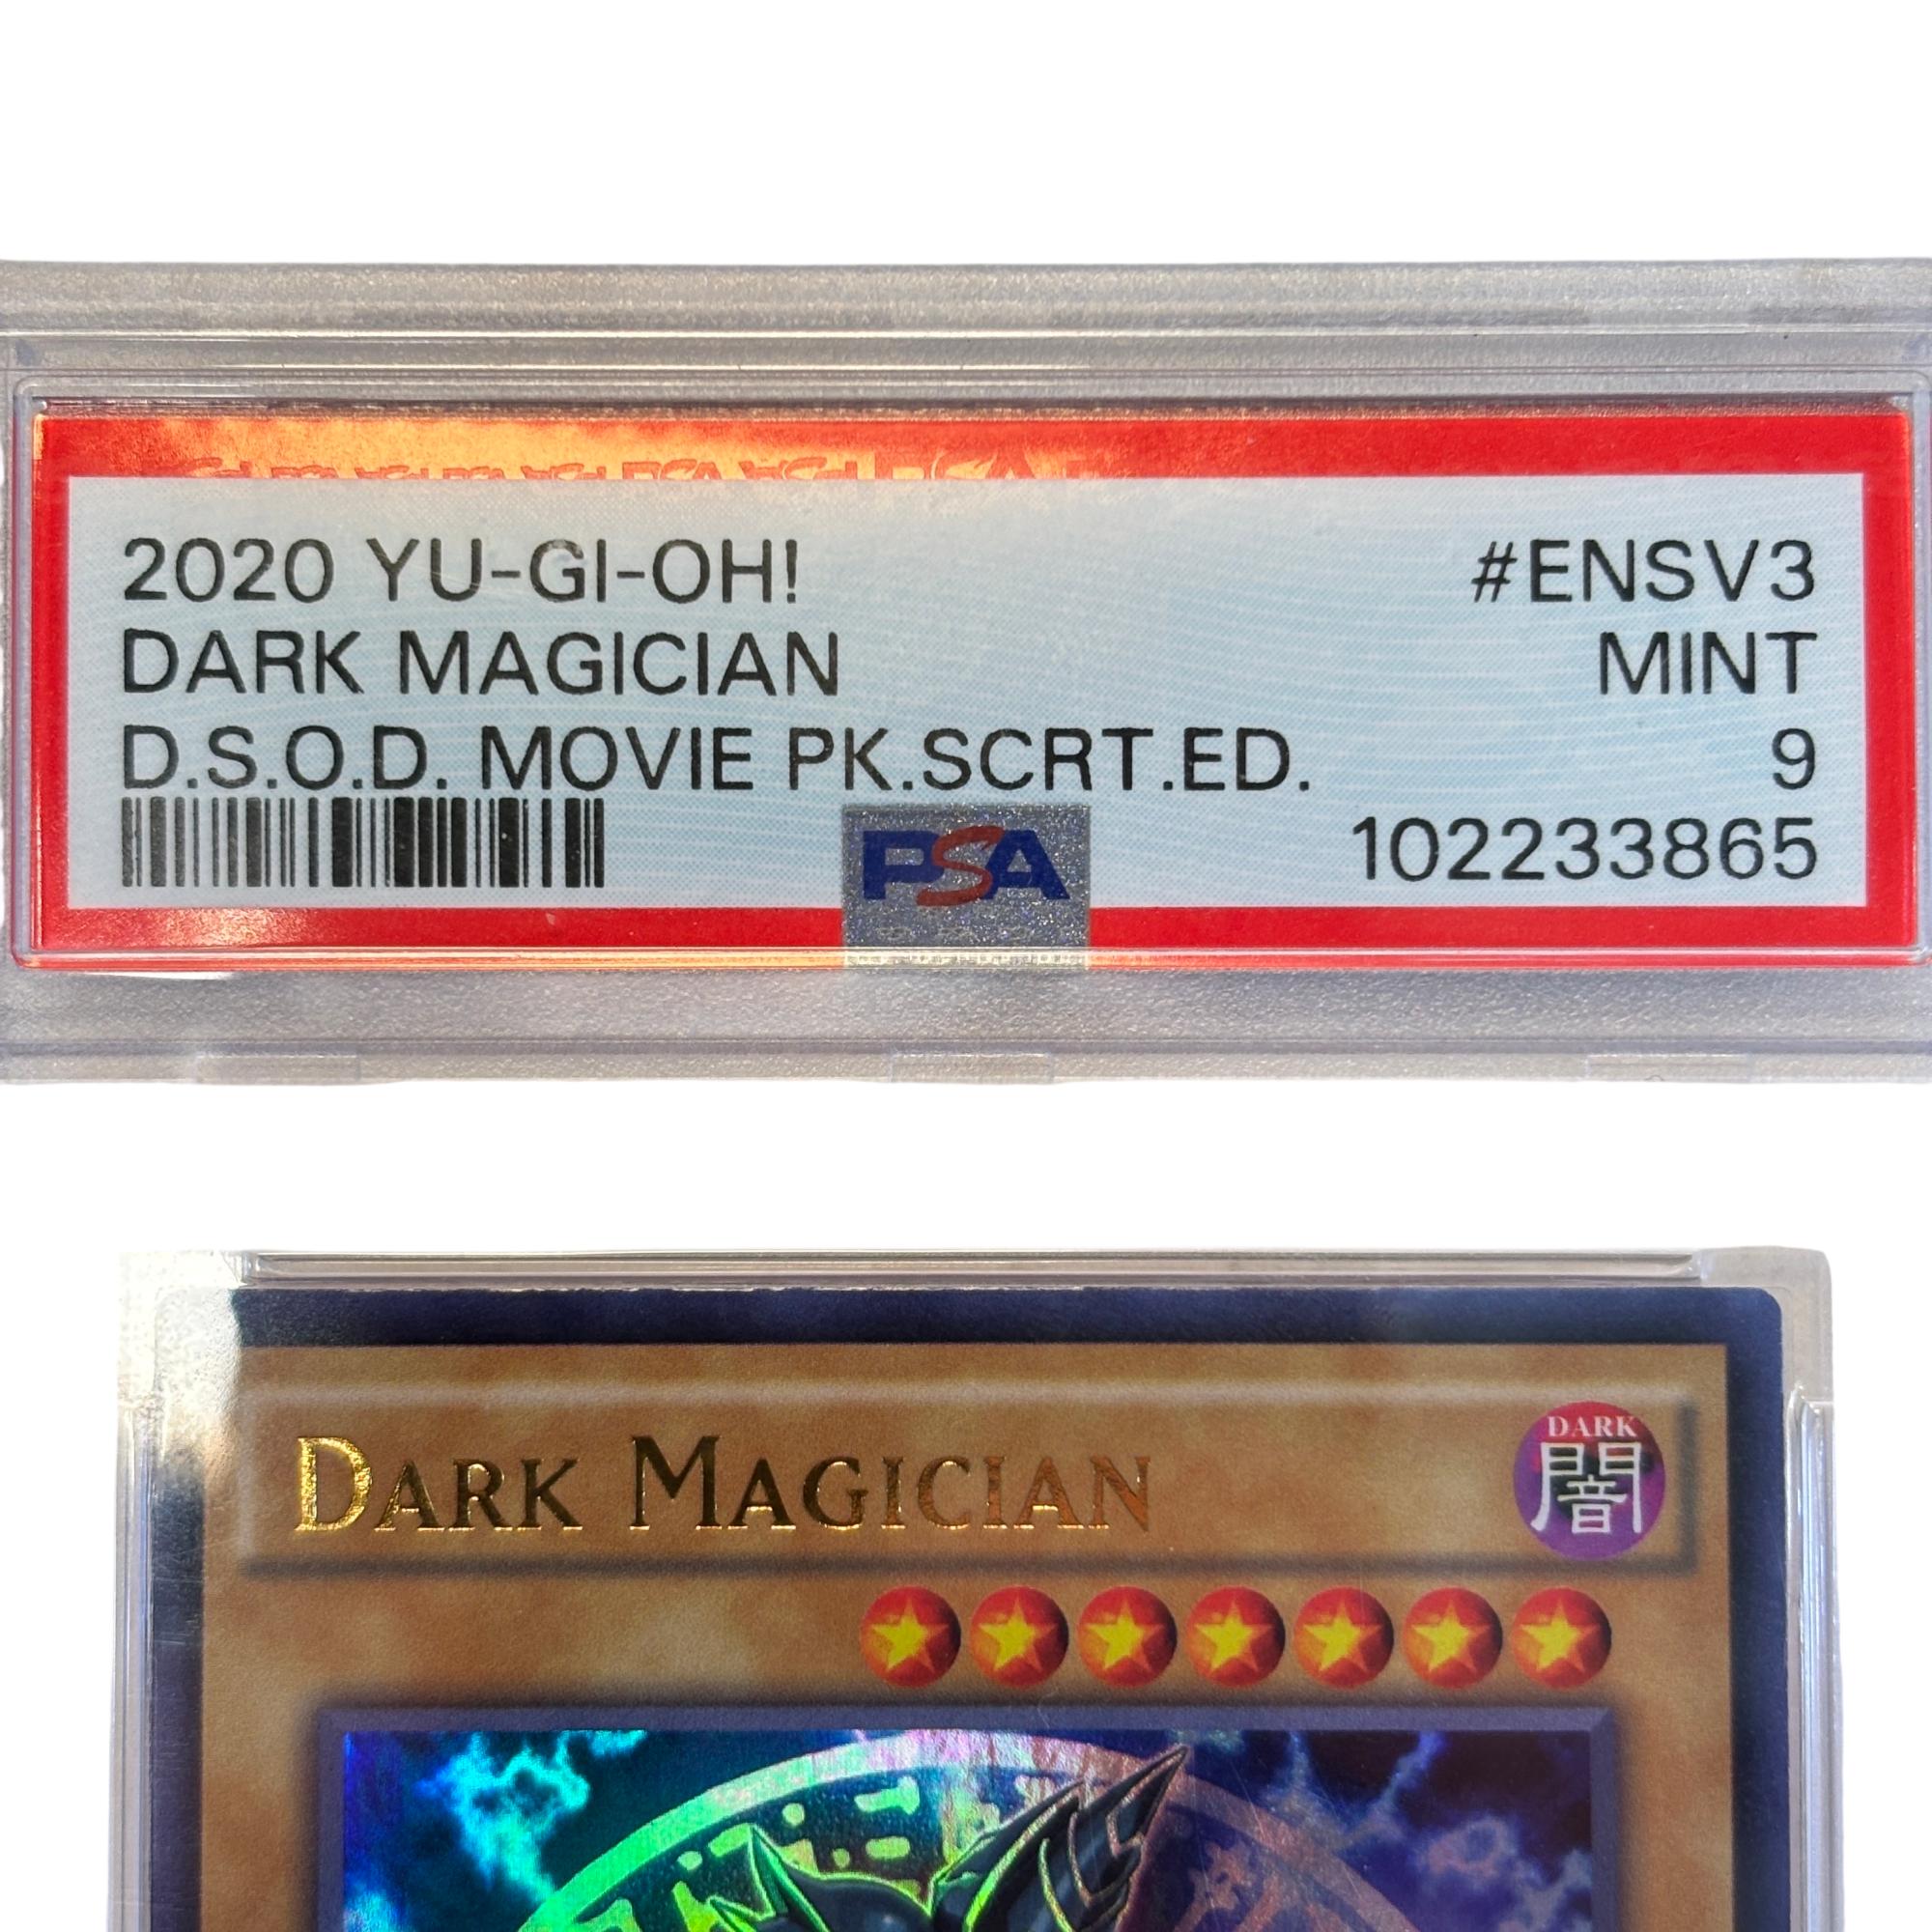 2020 YU-GI-OH! #ENSV3
DARK MAGICIAN MINT
D.S.O.D. MOVIE PK.SCRT.ED. 9
PSA 102233865
DARK MAGICIAN
DARK
闇